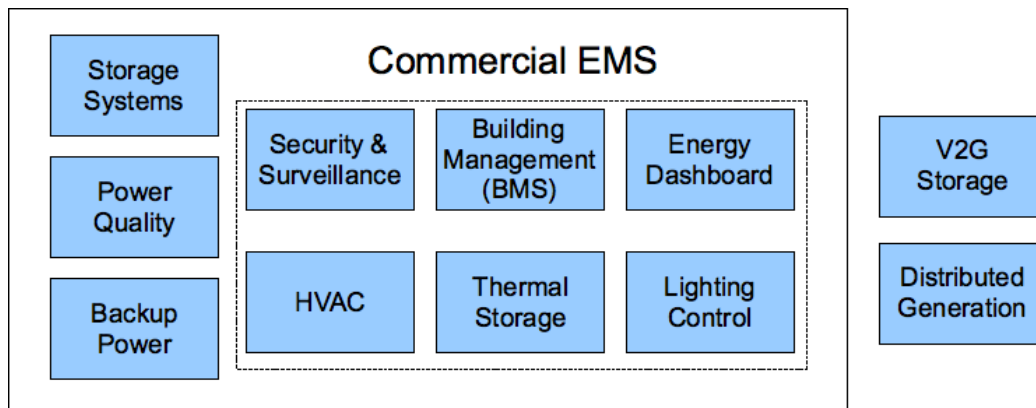 Commercial EMS
Storage
Systems
Power
Quality
Backup
Power
Security &
Surveillance
Building
Management
(BMS)
Energy
Dashboard
HVAC
Thermal
Storage
Lighting
Control
V2G
Storage
Distributed
Generation